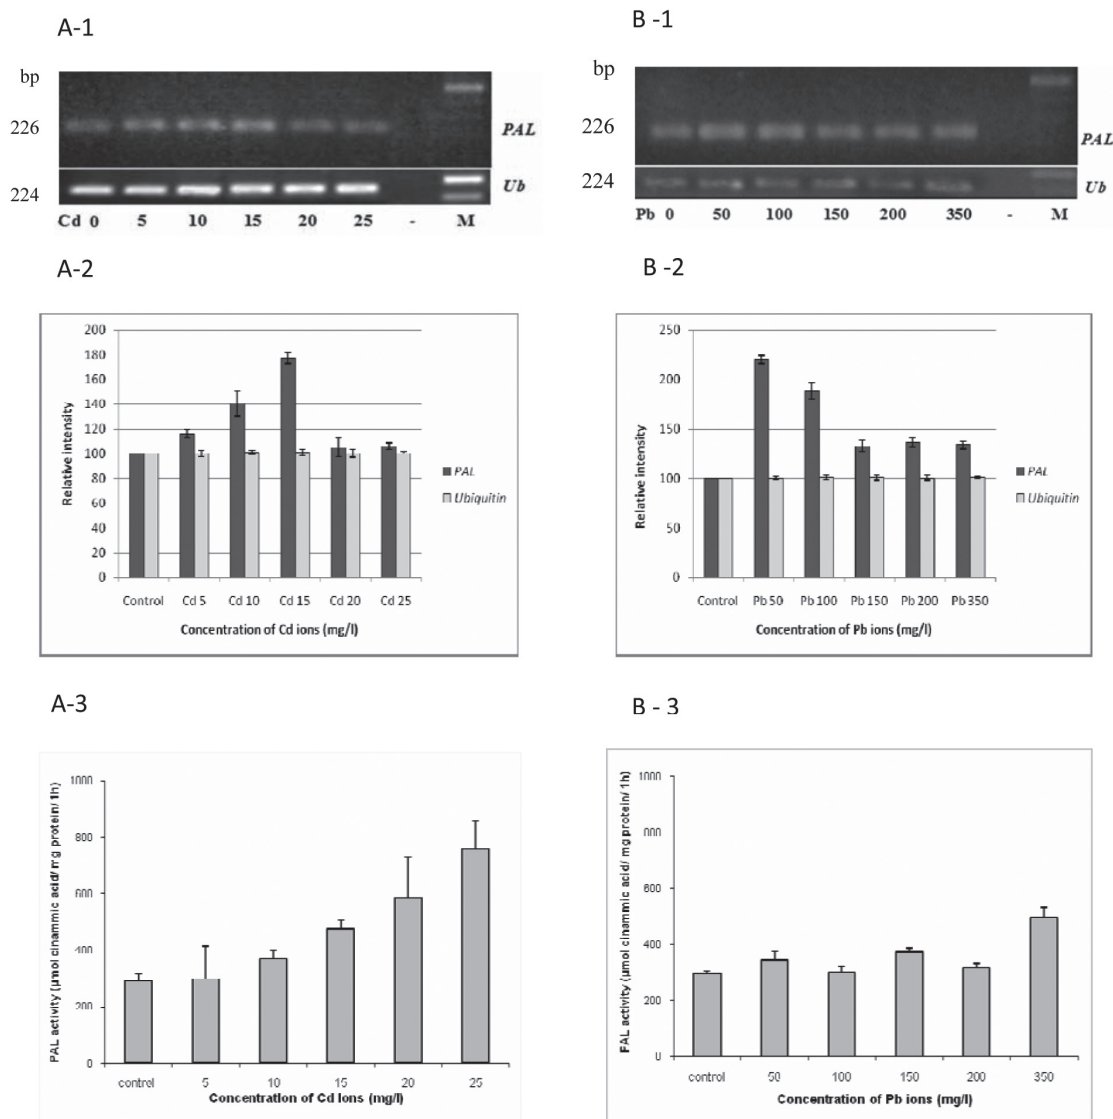 A-1
B -1
bp
226
PAL
224
Ub
Cd 0 5 10 15 20 25 - M
bp
226
PAL
224
Ub
Pb 0 50 100 150 200 350 - M
A-2
B -2
200
180
160
140
120
100
80
60
40
20
0
Relative intensity
PAL
Ubiquitin
Control Cd 5 Cd 10 Cd 15 Cd 20 Cd 25
Concentration of Cd ions (mg/l)
250
200
150
100
50
0
Relative intensity
PAL
Ubiquitin
Control Pb 50 Pb 100 Pb 150 Pb 200 Pb 350
Concentration of Pb ions (mg/l)
A-3
B - 3
PAL activity (µmol cinammic acid/ mg protein/ 1h)
1000
800
600
400
200
0
control 5 10 15 20 25
Concentration of Cd ions (mg/l)
PAL activity (µmol cinammic acid/ mg protein/ 1h)
1000
800
600
400
200
0
control 50 100 150 200 350
Concentration of Pb ions (mg/l)